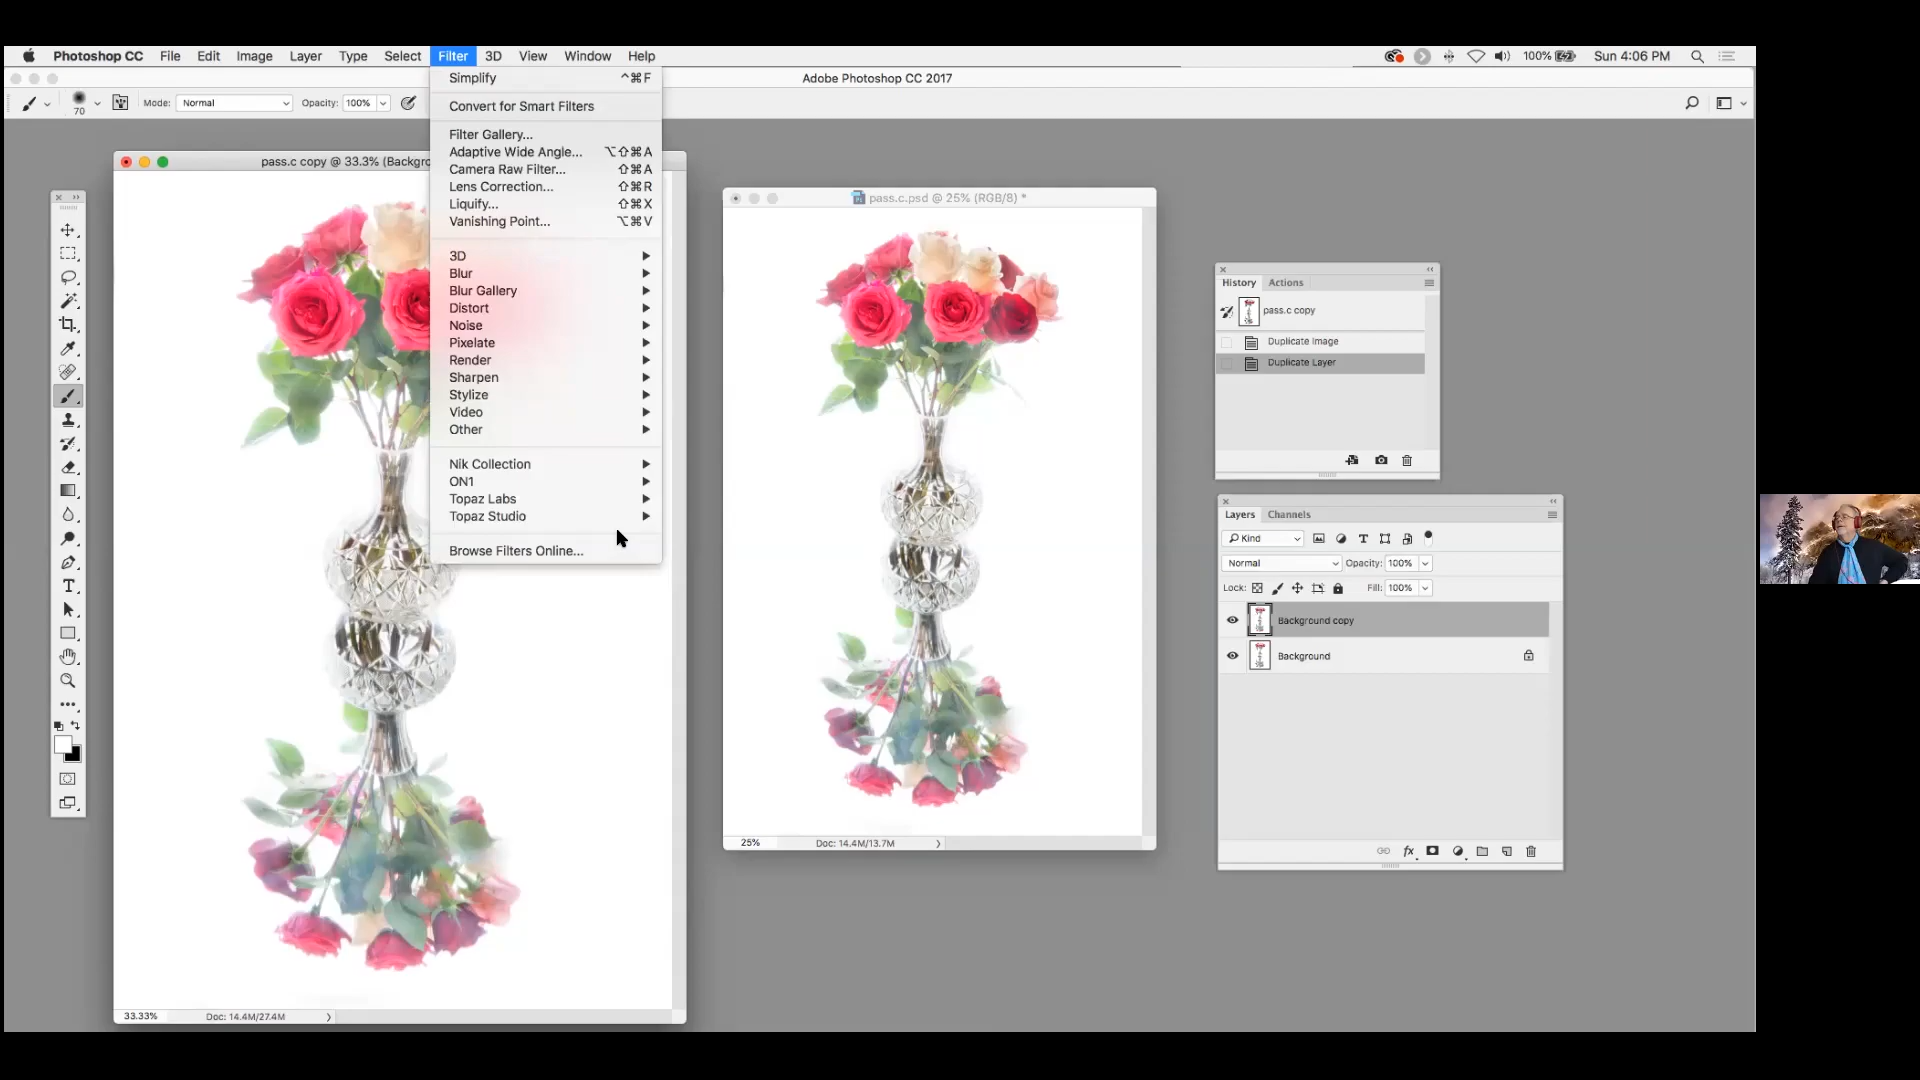 Photoshop CC File Edit Image Layer Type Select Filter 3D View Window Help 100% Sun 4:06 PM
Adobe Photoshop CC 2017
70 Mode: Normal Opacity: 100%
Simplify ^⌘F
Convert for Smart Filters
Filter Gallery...
Adaptive Wide Angle... ⌥⇧⌘A
Camera Raw Filter... ⇧⌘A
Lens Correction... ⇧⌘R
Liquify... ⇧⌘X
Vanishing Point... ⌥⌘V
3D
Blur
Blur Gallery
Distort
Noise
Pixelate
Render
Sharpen
Stylize
Video
Other
Nik Collection
ON1
Topaz Labs
Topaz Studio
Browse Filters Online...
pass.c copy @ 33.3% (Backgro
33.33% Doc: 14.4M/27.4M
pass.c.psd @ 25% (RGB/8) *
25% Doc: 14.4M/13.7M
History Actions
pass.c copy
Duplicate Image
Duplicate Layer
Layers Channels
Kind
Normal Opacity: 100%
Lock: Fill: 100%
Background copy
Background
fx